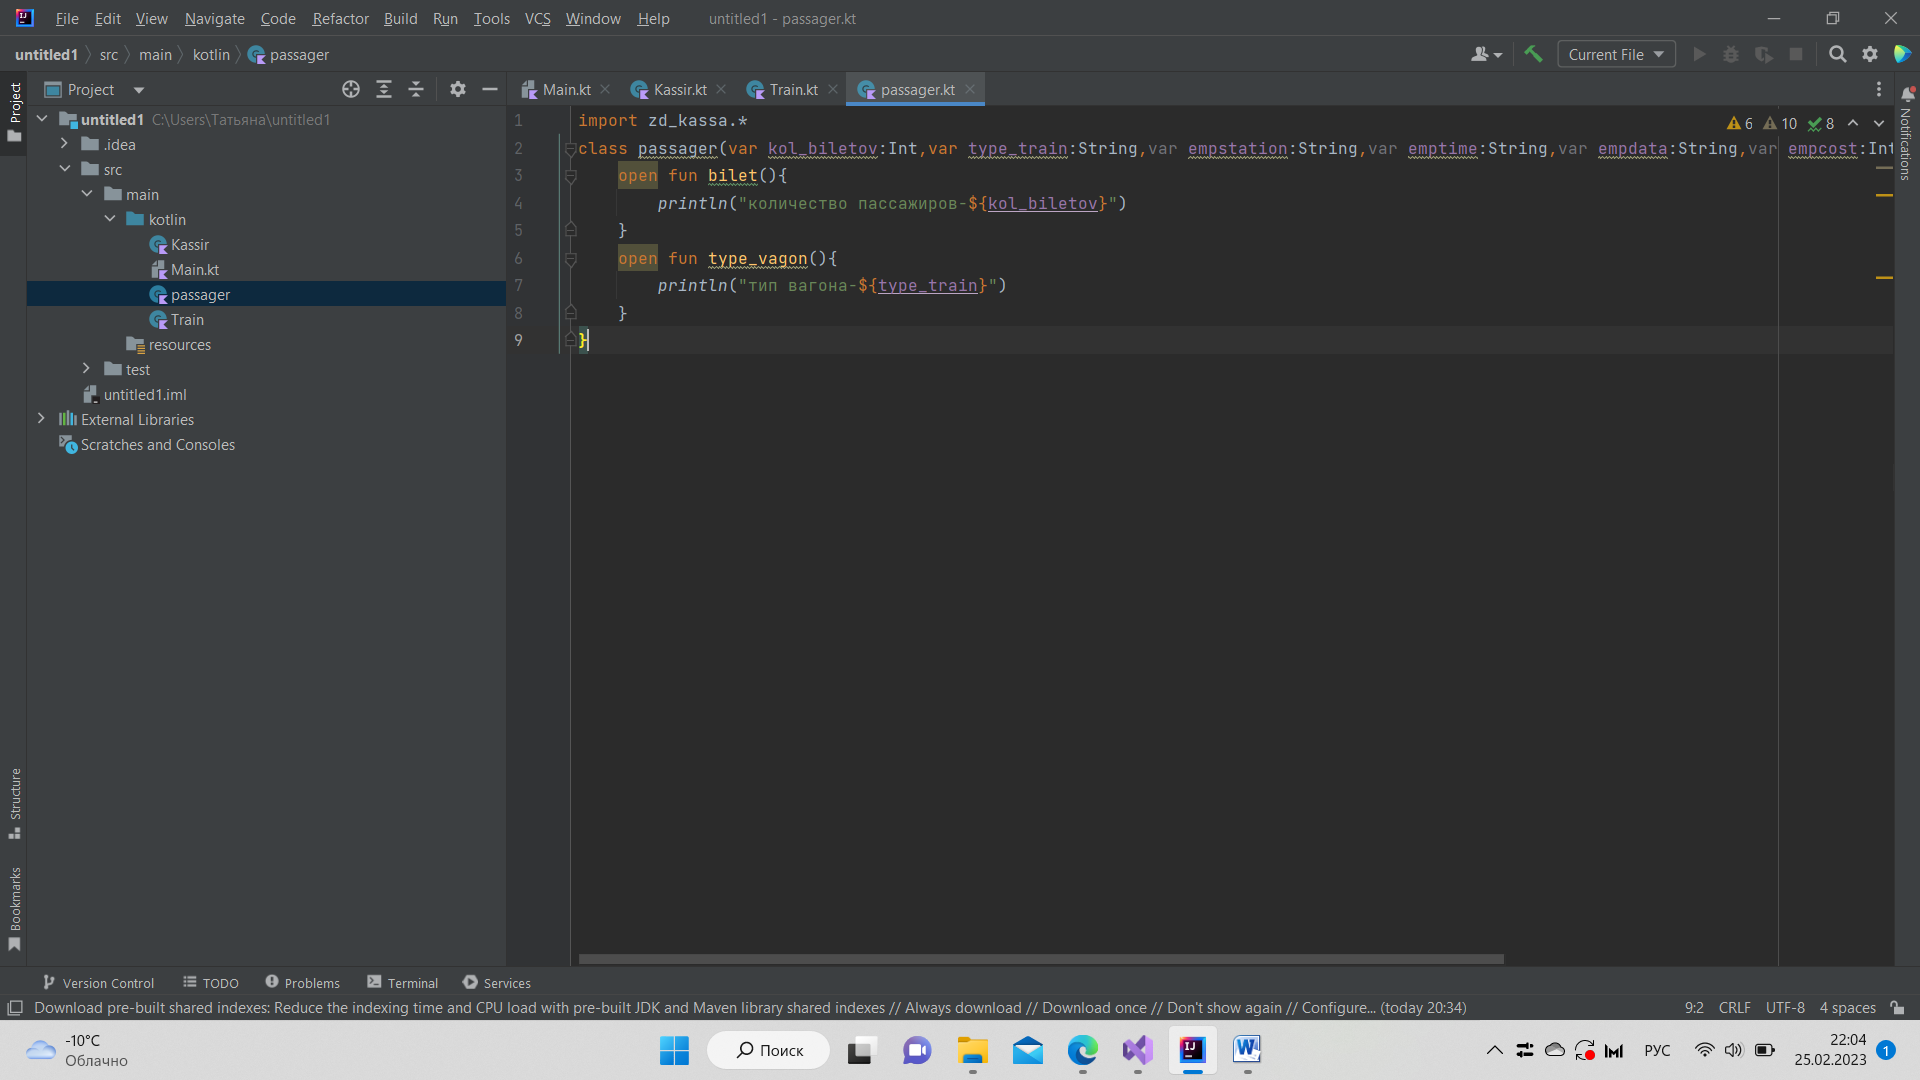 File Edit View Navigate Code Refactor Build Run Tools VCS Window Help untitled1 - passager.kt
untitled1 src main kotlin passager Current File
Project Main.kt Kassir.kt Train.kt passager.kt
Project
untitled1 C:\Users\Татьяна\untitled1
.idea
src
main
kotlin
Kassir
Main.kt
passager
Train
resources
test
untitled1.iml
External Libraries
Scratches and Consoles
6 10 8
1 import zd_kassa.*
2 class passager(var kol_biletov:Int,var type_train:String,var empstation:String,var emptime:String,var empdata:String,var empcost:Int
3 open fun bilet(){
4 println("количество пассажиров-${kol_biletov}")
5 }
6 open fun type_vagon(){
7 println("тип вагона-${type_train}")
8 }
9 }
Notifications
Structure
Bookmarks
Version Control TODO Problems Terminal Services
Download pre-built shared indexes: Reduce the indexing time and CPU load with pre-built JDK and Maven library shared indexes // Always download // Download once // Don't show again // Configure... (today 20:34) 9:2 CRLF UTF-8 4 spaces
-10°C
Облачно
Поиск
РУС
22:04
25.02.2023
1